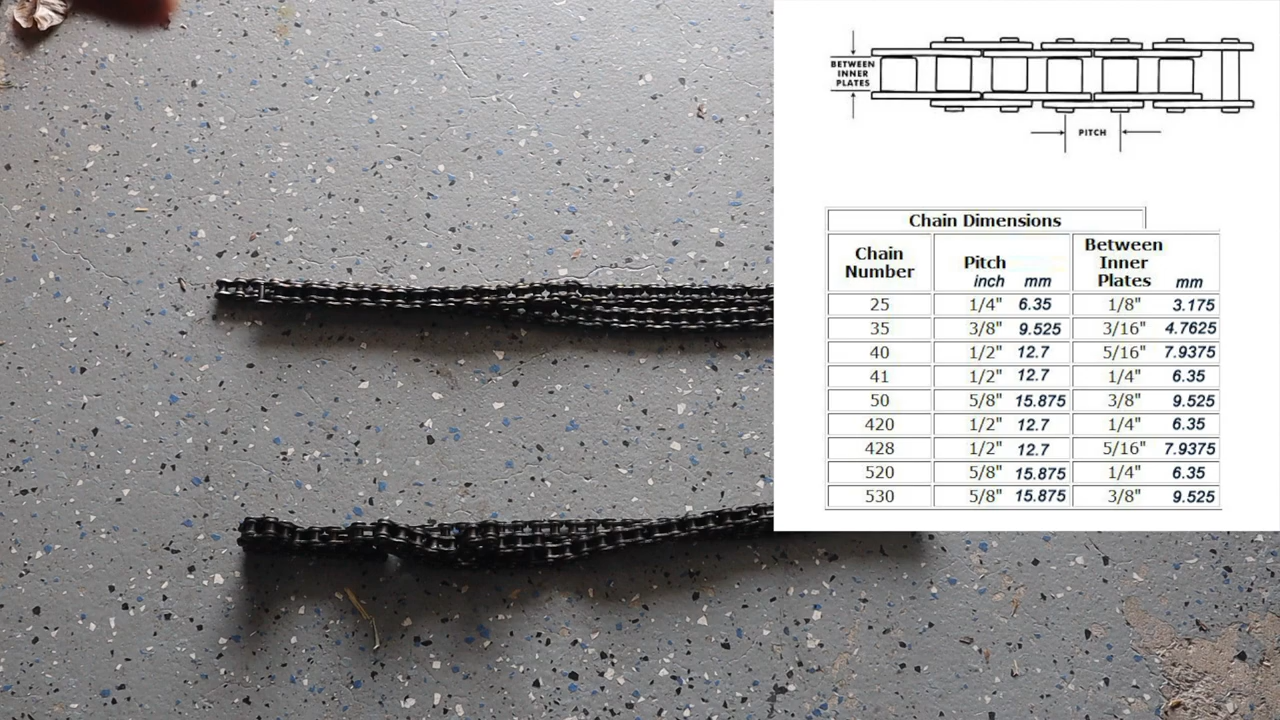 BETWEEN
INNER
PLATES
PITCH
Chain Dimensions
Chain Number Pitch inch mm Between Inner Plates mm
25 1/4" 6.35 1/8" 3.175
35 3/8" 9.525 3/16" 4.7625
40 1/2" 12.7 5/16" 7.9375
41 1/2" 12.7 1/4" 6.35
50 5/8" 15.875 3/8" 9.525
420 1/2" 12.7 1/4" 6.35
428 1/2" 12.7 5/16" 7.9375
520 5/8" 15.875 1/4" 6.35
530 5/8" 15.875 3/8" 9.525